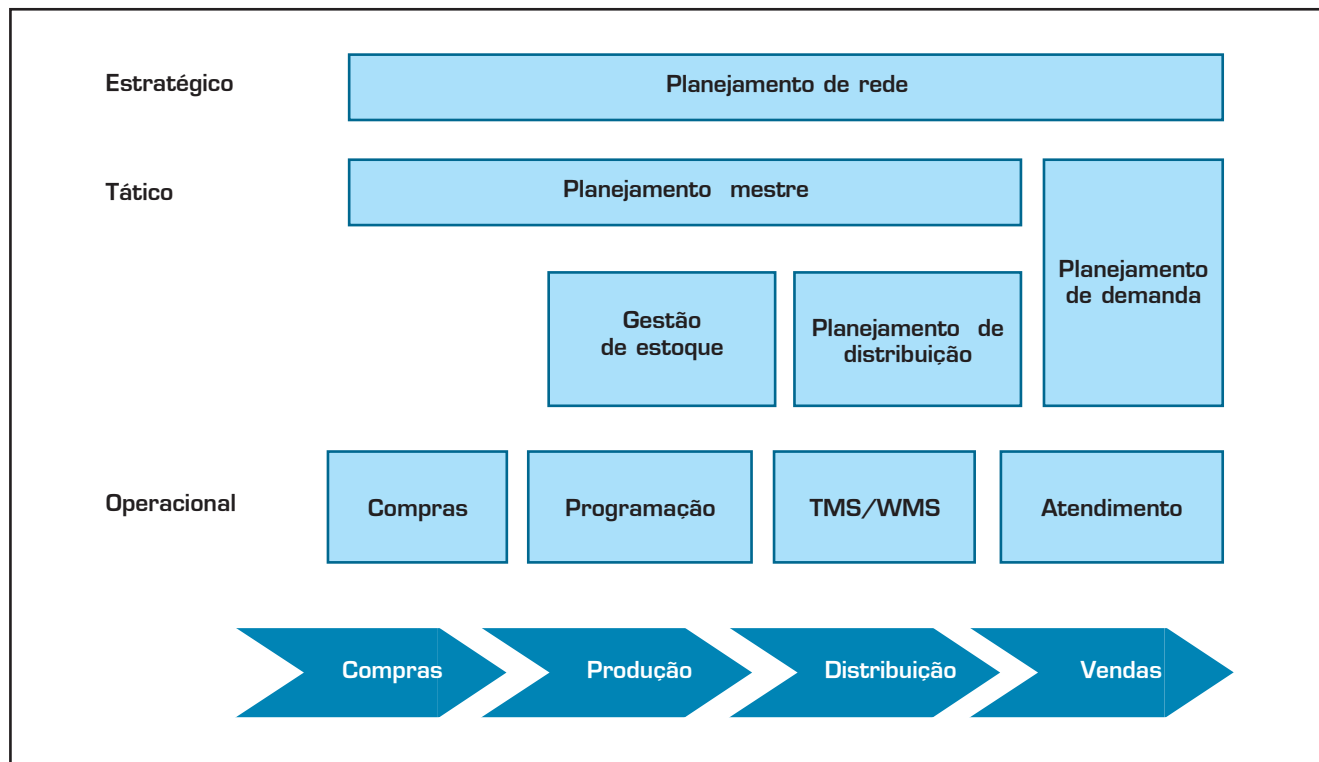 Estratégico
Planejamento de rede
Tático
Planejamento mestre
Planejamento
de demanda
Gestão
de estoque
Planejamento de
distribuição
Operacional
Compras
Programação
TMS/WMS
Atendimento
Compras
Produção
Distribuição
Vendas